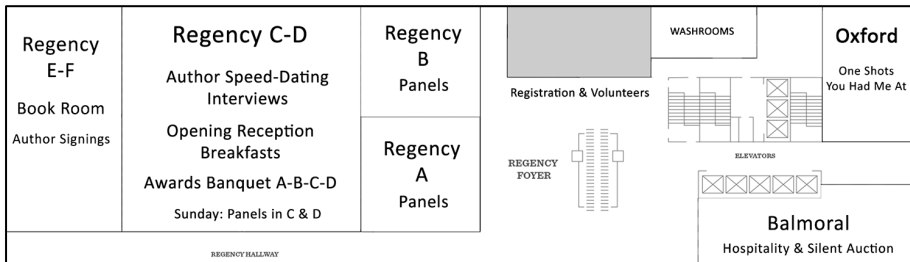 Regency
E-F
Book Room
Author Signings
Regency C-D
Author Speed-Dating
Interviews
Opening Reception
Breakfasts
Awards Banquet A-B-C-D
Sunday: Panels in C & D
Regency
B
Panels
Regency
A
Panels
Registration & Volunteers
WASHROOMS
Oxford
One Shots
You Had Me At
REGENCY
FOYER
ELEVATORS
Balmoral
Hospitality & Silent Auction
REGENCY HALLWAY